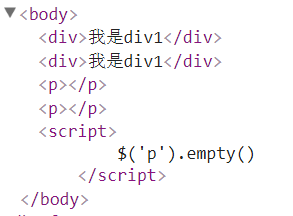 ▼<body>
<div>我是div1</div>
<div>我是div1</div>
<p></p>
<p></p>
<script>
$('p').empty()
</script>
</body>